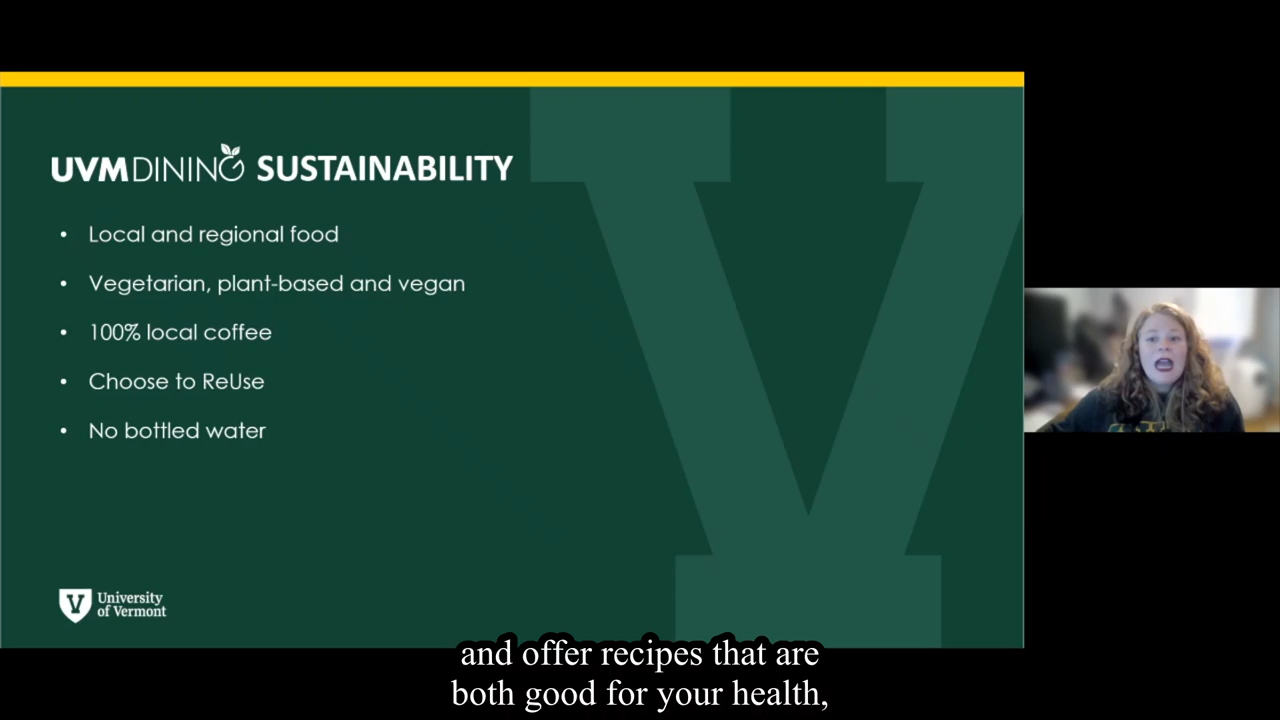 UVMDINING SUSTAINABILITY
• Local and regional food
• Vegetarian, plant-based and vegan
• 100% local coffee
• Choose to ReUse
• No bottled water
V University
of Vermont
and offer recipes that are
both good for your health,